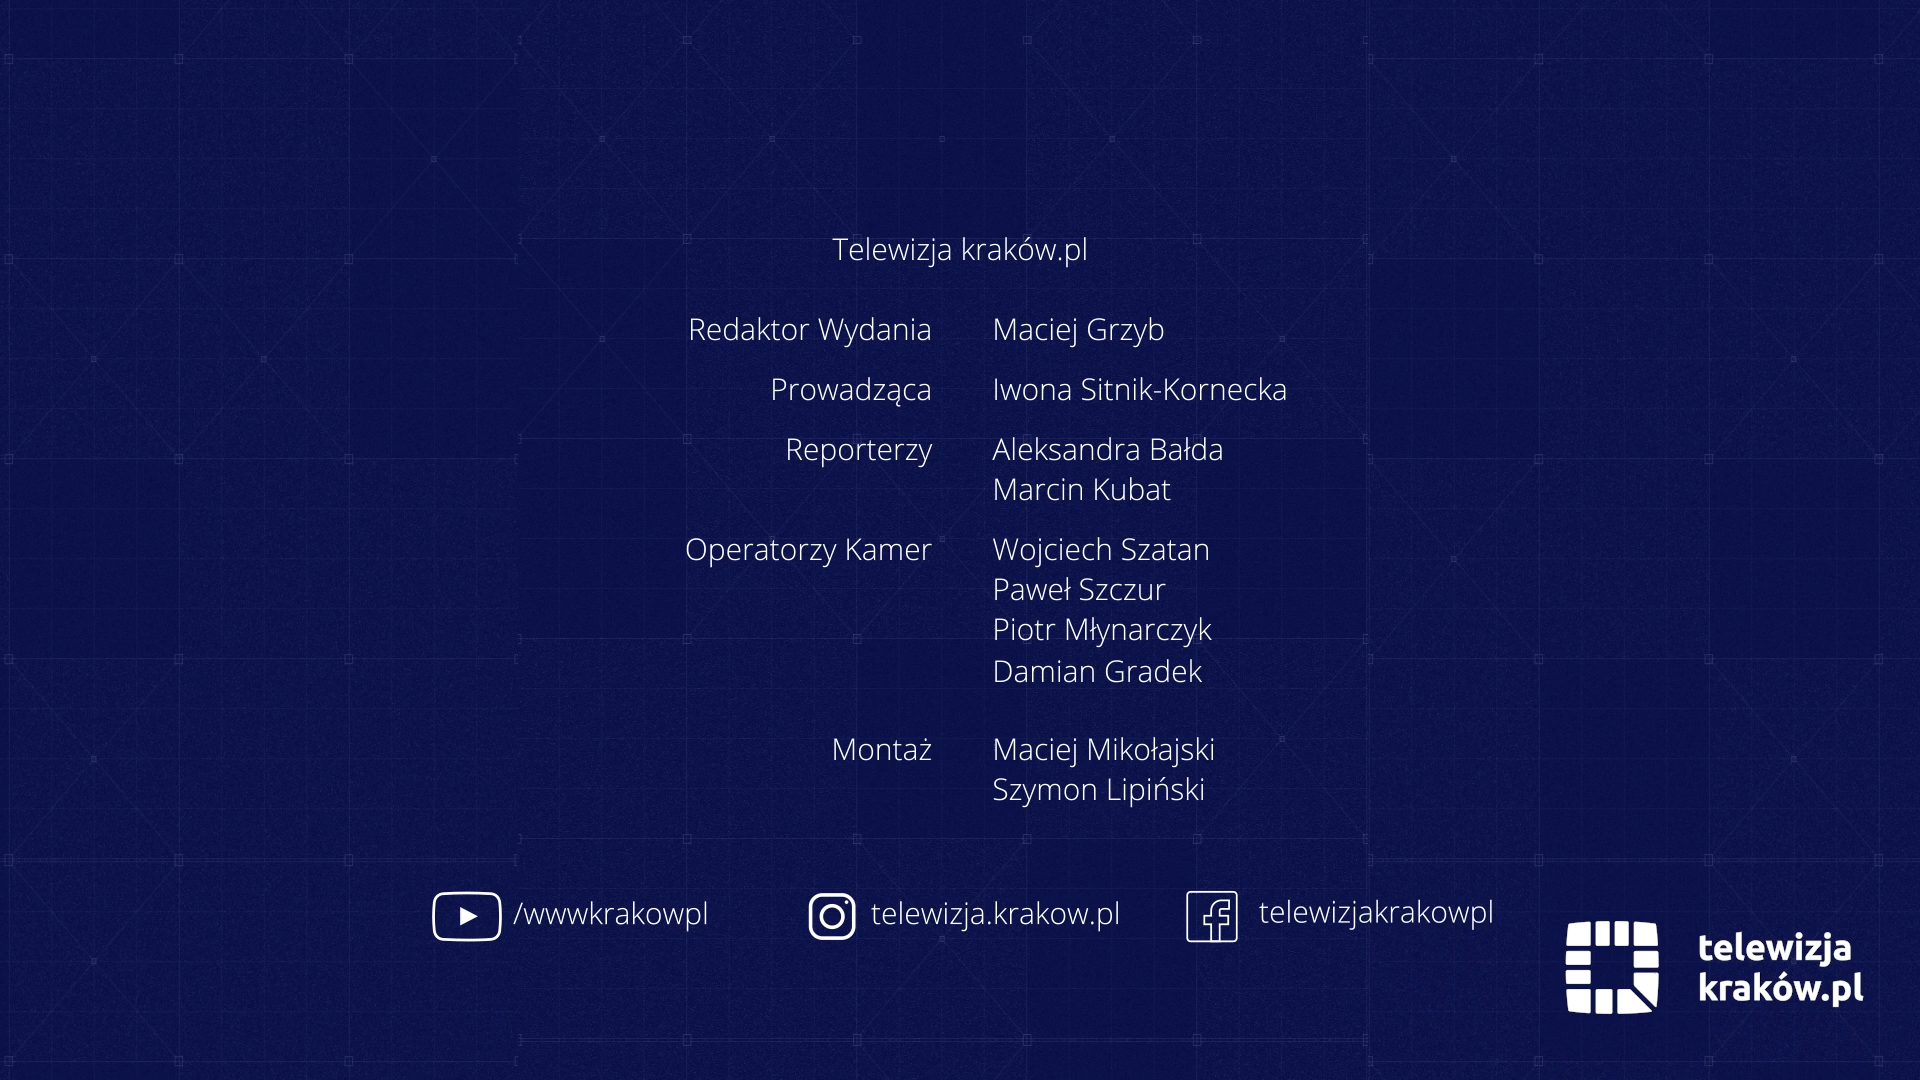 Telewizja kraków.pl
Redaktor Wydania Maciej Grzyb
Prowadząca Iwona Sitnik-Kornecka
Reporterzy Aleksandra Bałda
Marcin Kubat
Operatorzy Kamer Wojciech Szatan
Paweł Szczur
Piotr Młynarczyk
Damian Gradek
Montaż Maciej Mikołajski
Szymon Lipiński
/wwwkrakowpl telewizja.krakow.pl telewizjakrakowpl
telewizja
kraków.pl